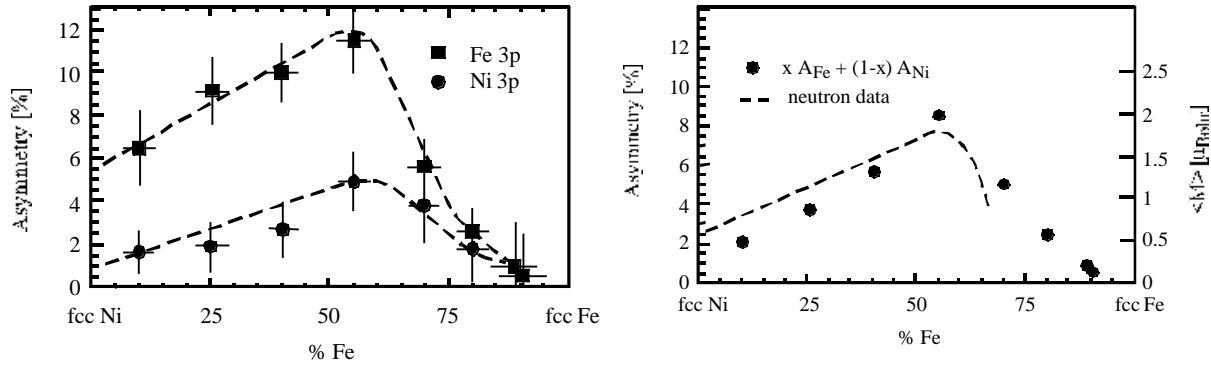 12
10
8
6
4
2
0
Asymmetry [%]
Fe 3p
Ni 3p
fcc Ni 25 50 75 fcc Fe
% Fe
12
10
8
6
4
2
0
Asymmetry [%]
x A_Fe + (1-x) A_Ni
neutron data
2.5
2
1.5
1
0.5
0
<M> [μ_Bohr]
fcc Ni 25 50 75 fcc Fe
% Fe